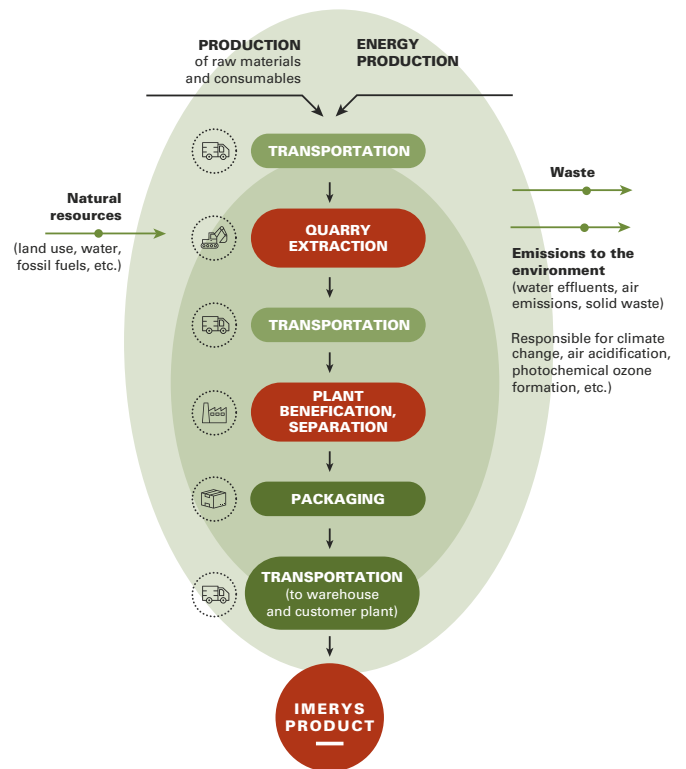 PRODUCTION
of raw materials
and consumables
ENERGY
PRODUCTION
TRANSPORTATION
Natural
resources
(land use, water,
fossil fuels, etc.)
QUARRY
EXTRACTION
TRANSPORTATION
PLANT
BENEFICATION,
SEPARATION
PACKAGING
TRANSPORTATION
(to warehouse
and customer plant)
IMERYS
PRODUCT
Waste
Emissions to the
environment
(water effluents, air
emissions, solid waste)
Responsible for climate
change, air acidification,
photochemical ozone
formation, etc.)